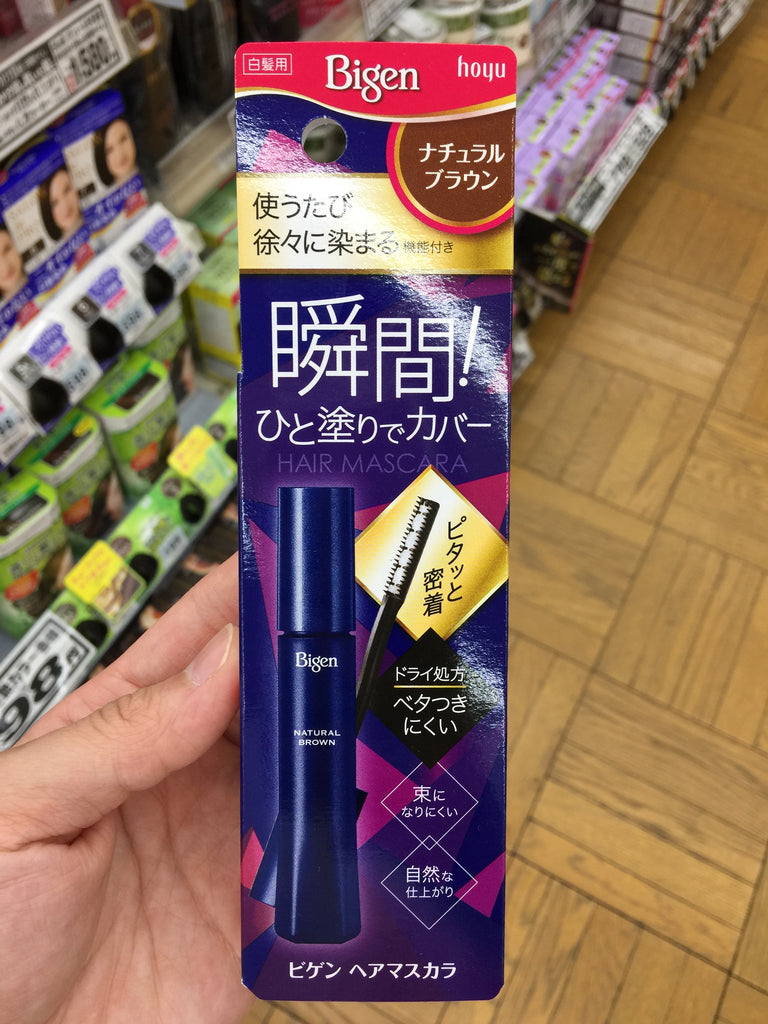 白髪用
Bigen
hoyu
ナチュラル
ブラウン
使うたび
徐々に染まる 機能付き
瞬間!
ひと塗りでカバー
HAIR MASCARA
ピタッと
密着
ドライ処方
ベタつき
にくい
Bigen
NATURAL
BROWN
束に
なりにくい
自然な
仕上がり
ビゲン ヘアマスカラ